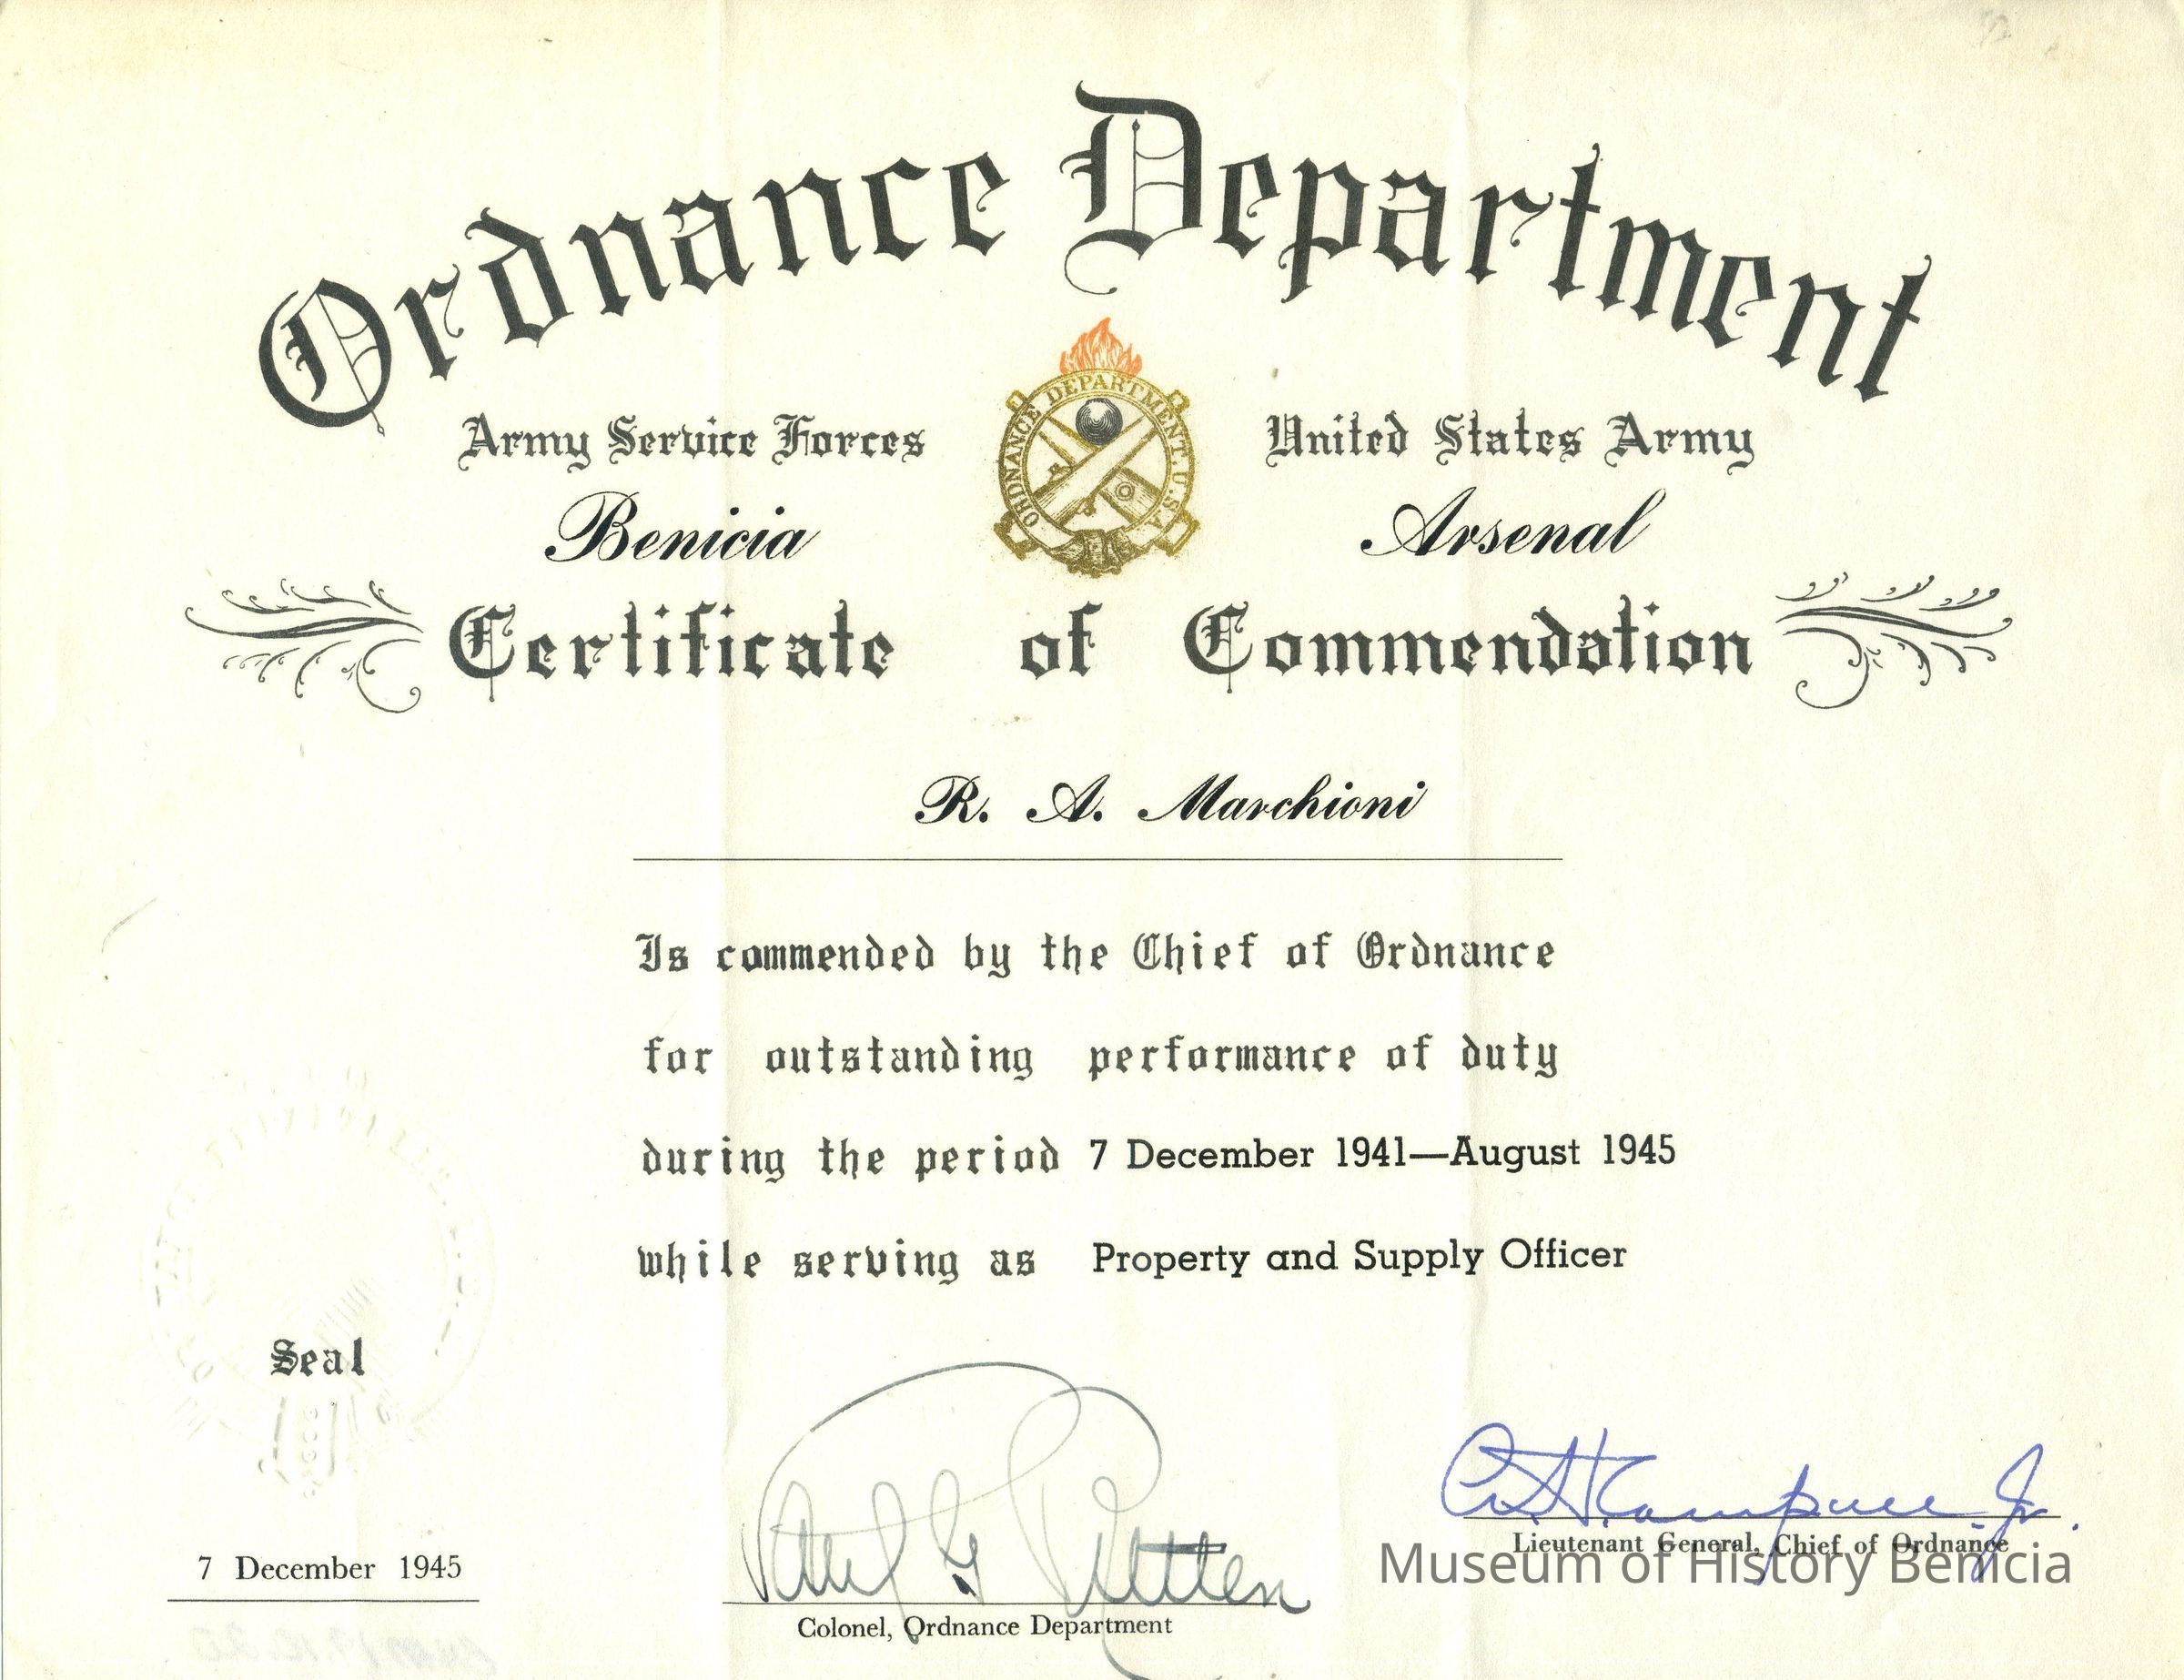 Ordnance Department
Army Service Forces
United States Army
ORDNANCE DEPARTMENT. U.S.A.
Benicia
Arsenal
Certificate of Commendation
R. A. Marchioni
Is commended by the Chief of Ordnance
for outstanding performance of duty
during the period 7 December 1941—August 1945
while serving as Property and Supply Officer
Seal
7 December 1945
Colonel, Ordnance Department
Lieutenant General, Chief of Ordnance
Museum of History Benicia